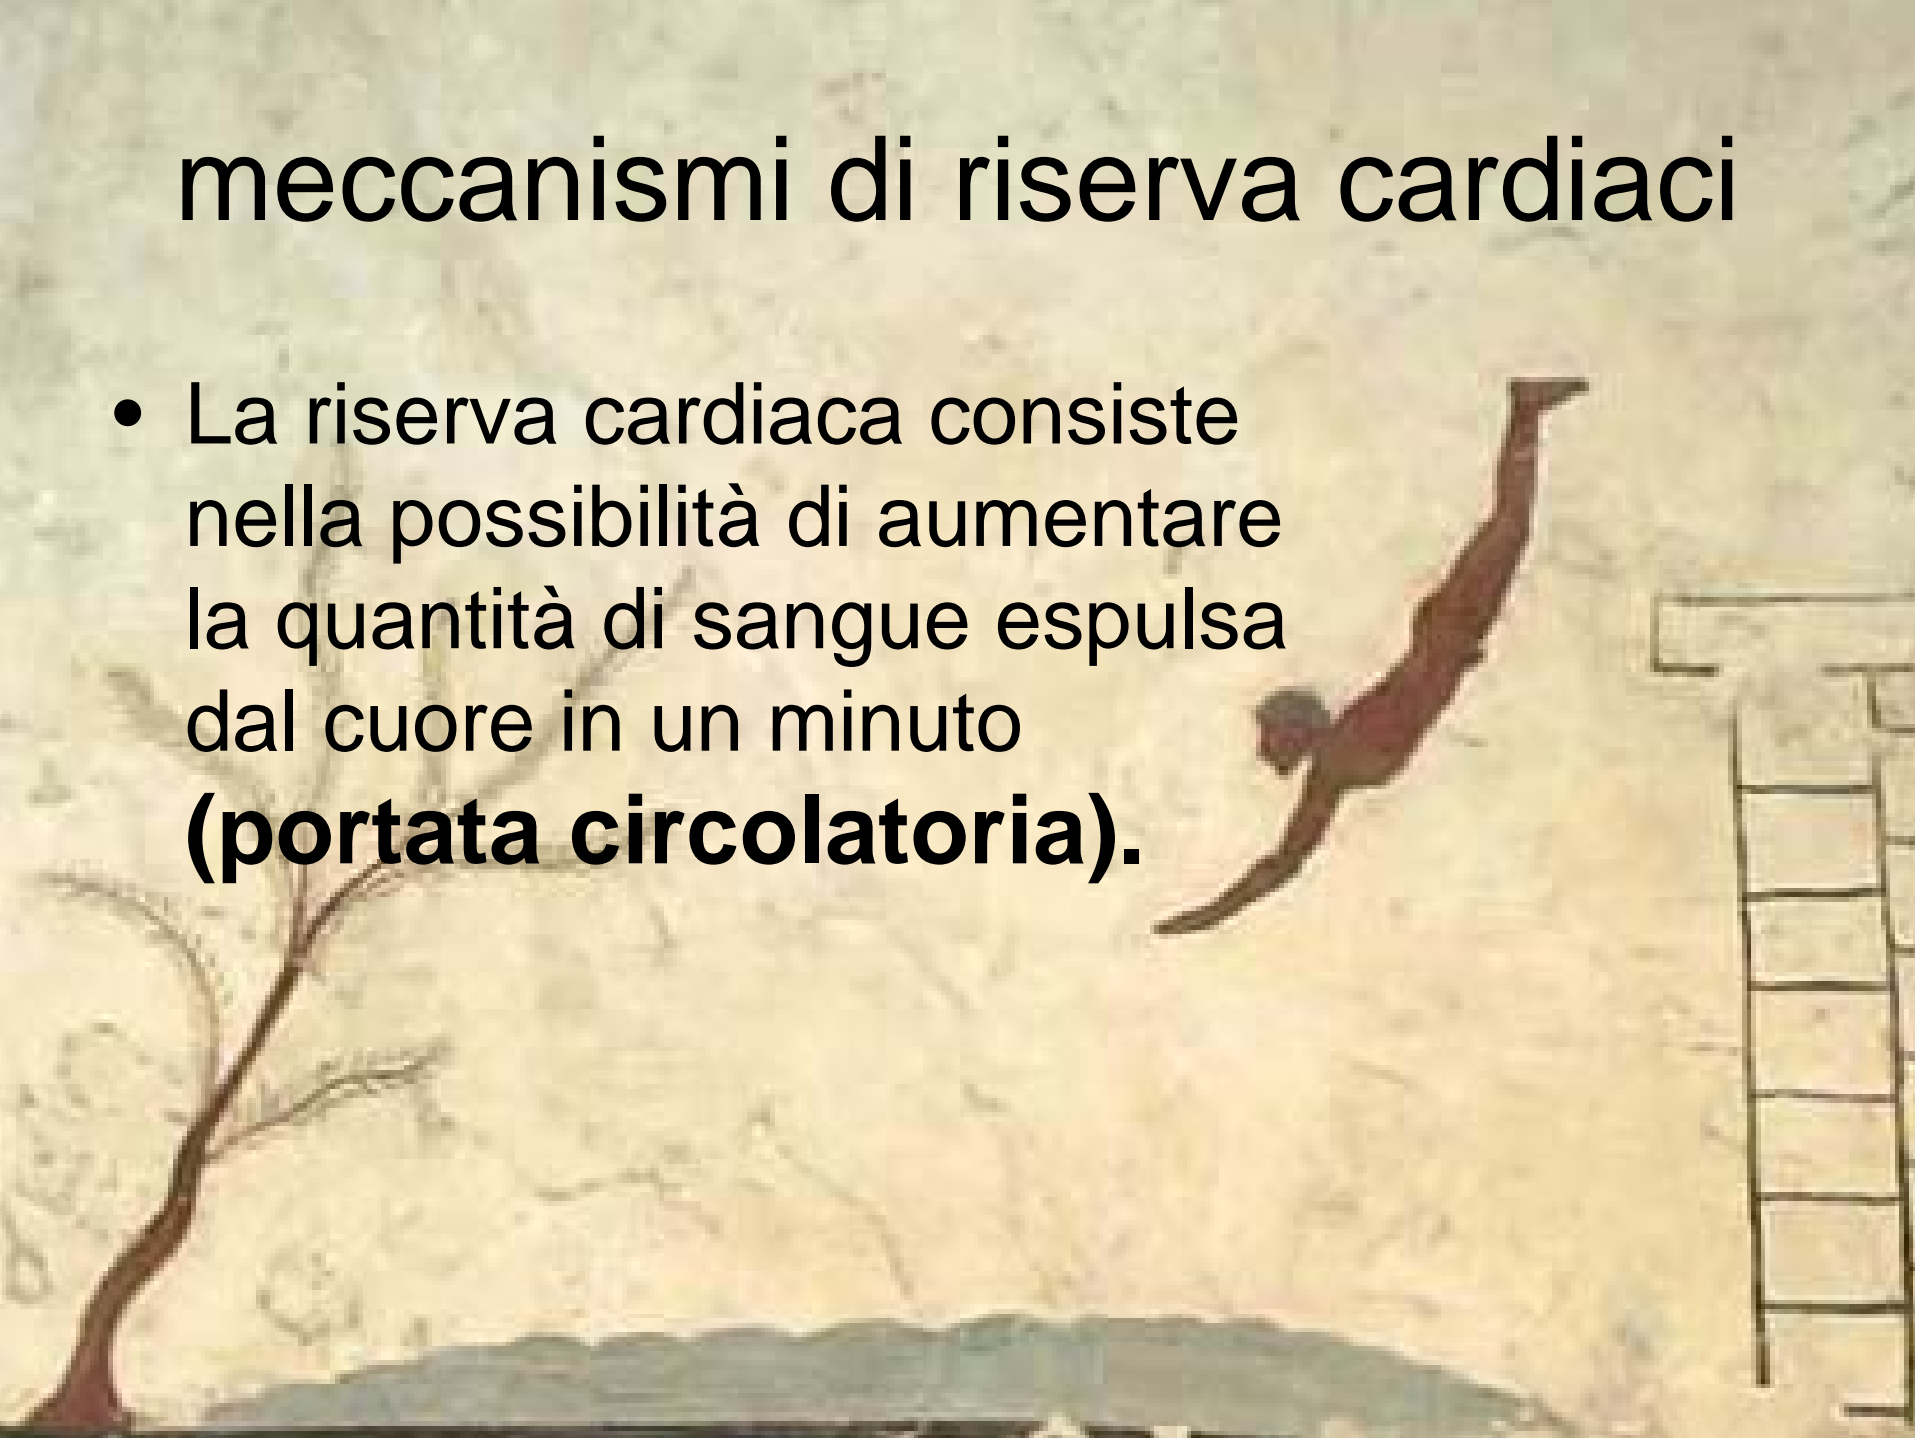 meccanismi di riserva cardiaci
• La riserva cardiaca consiste
nella possibilità di aumentare
la quantità di sangue espulsa
dal cuore in un minuto
(portata circolatoria).